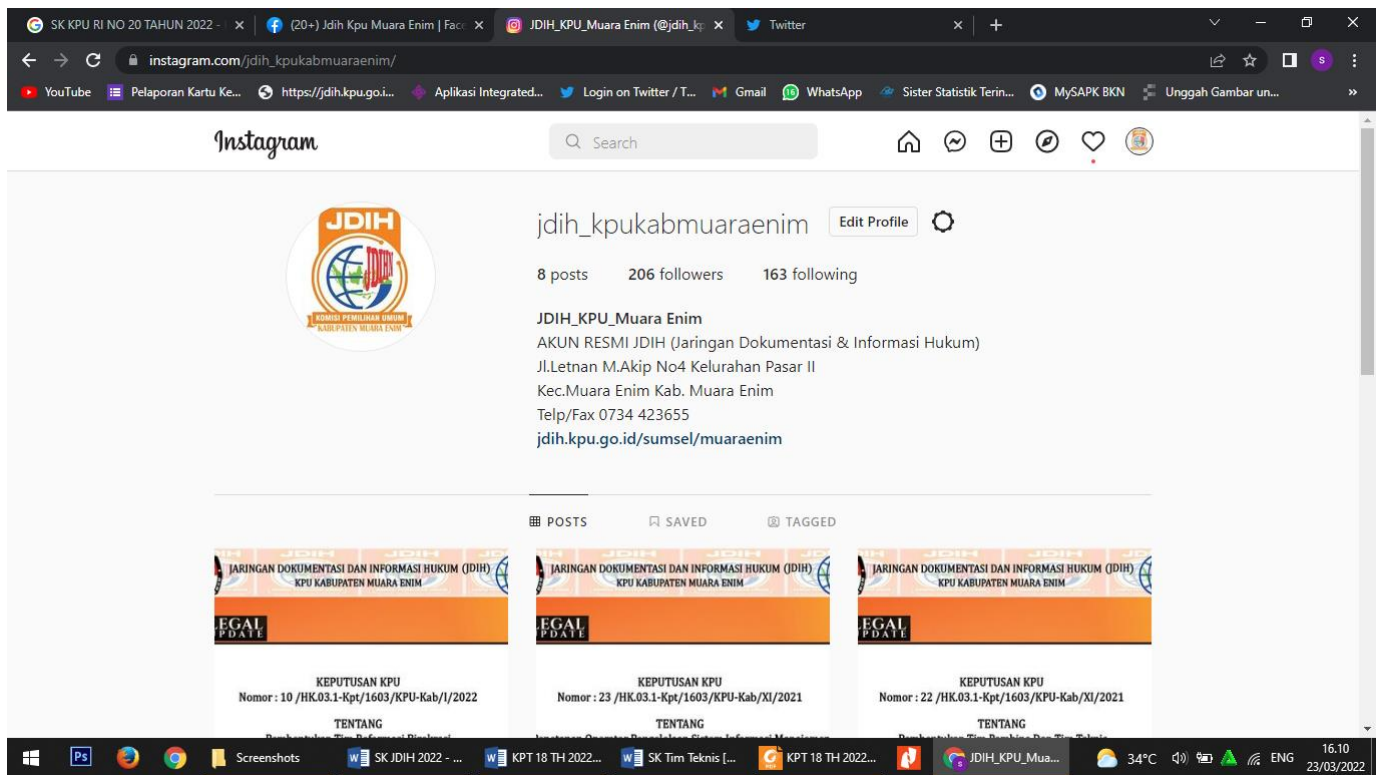 SK KPU RI NO 20 TAHUN 2022 -
(20+) Jdih Kpu Muara Enim | Face
JDIH_KPU_Muara Enim (@jdih_kp
Twitter
instagram.com/jdih_kpukabmuaraenim/
S
YouTube
Pelaporan Kartu Ke...
https://jdih.kpu.go.i...
Aplikasi Integrated...
Login on Twitter / T...
Gmail
WhatsApp
Sister Statistik Terin...
MySAPK BKN
Unggah Gambar un...
»
Instagram
Search
JDIH
JDIHN
KOMISI PEMILIHAN UMUM
KABUPATEN MUARA ENIM
jdih_kpukabmuaraenim
Edit Profile
8 posts 206 followers 163 following
JDIH_KPU_Muara Enim
AKUN RESMI JDIH (Jaringan Dokumentasi & Informasi Hukum)
Jl.Letnan M.Akip No4 Kelurahan Pasar II
Kec.Muara Enim Kab. Muara Enim
Telp/Fax 0734 423655
jdih.kpu.go.id/sumsel/muaraenim
POSTS
SAVED
TAGGED
JARINGAN DOKUMENTASI DAN INFORMASI HUKUM (JDIH)
KPU KABUPATEN MUARA ENIM
LEGAL
UPDATE
KEPUTUSAN KPU
Nomor : 10 /HK.03.1-Kpt/1603/KPU-Kab/I/2022
TENTANG
JARINGAN DOKUMENTASI DAN INFORMASI HUKUM (JDIH)
KPU KABUPATEN MUARA ENIM
LEGAL
UPDATE
KEPUTUSAN KPU
Nomor : 23 /HK.03.1-Kpt/1603/KPU-Kab/XI/2021
TENTANG
JARINGAN DOKUMENTASI DAN INFORMASI HUKUM (JDIH)
KPU KABUPATEN MUARA ENIM
LEGAL
UPDATE
KEPUTUSAN KPU
Nomor : 22 /HK.03.1-Kpt/1603/KPU-Kab/XI/2021
TENTANG
Ps
Screenshots
SK JDIH 2022 - ...
KPT 18 TH 2022...
SK Tim Teknis [...
KPT 18 TH 2022...
JDIH_KPU_Mua...
34°C
ENG
16.10
23/03/2022